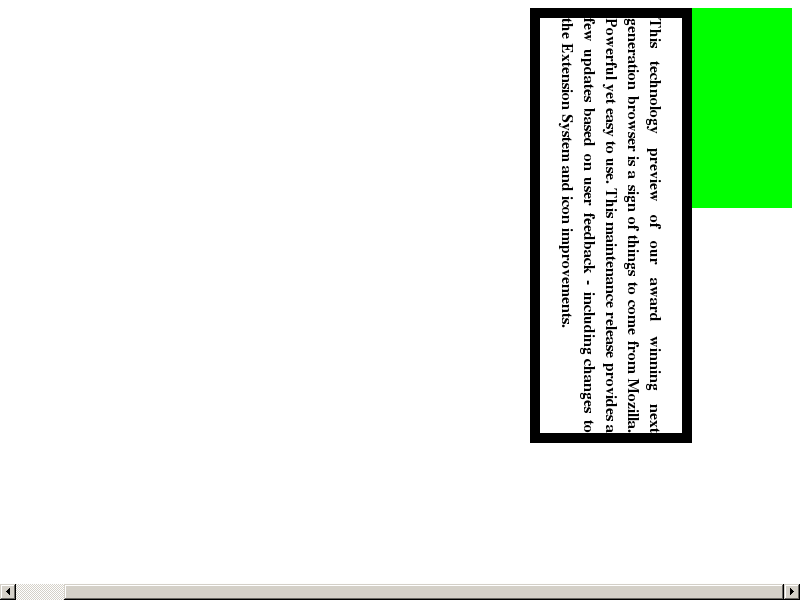 This technology preview of our award winning next
generation browser is a sign of things to come from Mozilla.
Powerful yet easy to use. This maintenance release provides a
few updates based on user feedback - including changes to
the Extension System and icon improvements.